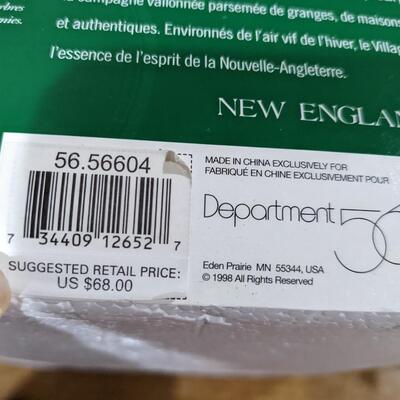 rbres
mies.
campagne vallonnée parsemée de granges, de maisons
et authentiques. Environnés de l'air vif de l'hiver, le Villag
l'essence de l'esprit de la Nouvelle-Angleterre.
NEW ENGLAN
56.56604
7 34409 12652 7
SUGGESTED RETAIL PRICE:
US $68.00
MADE IN CHINA EXCLUSIVELY FOR
FABRIQUÉ EN CHINE EXCLUSIVEMENT POUR
Department 56
Eden Prairie MN 55344, USA
© 1998 All Rights Reserved